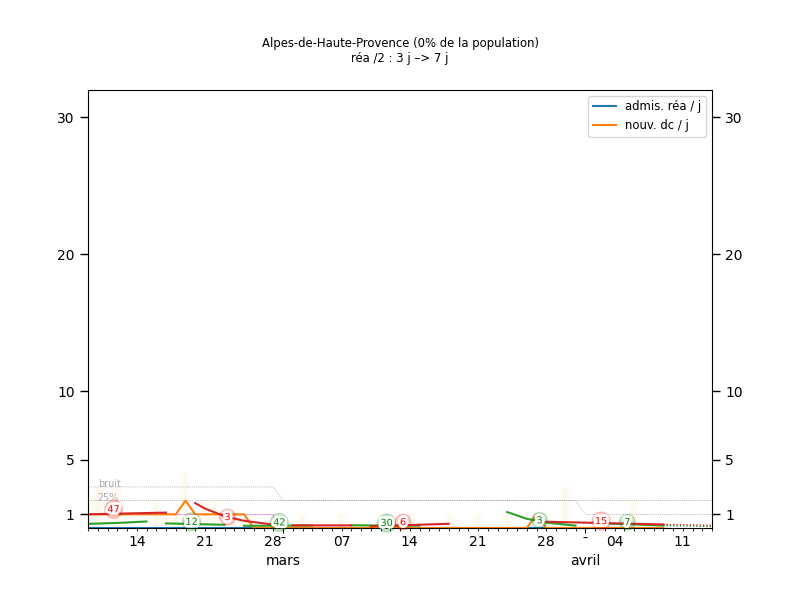 Alpes-de-Haute-Provence (0% de la population)
réa /2 : 3 j –> 7 j
admis. réa / j
nouv. dc / j
30 30
20 20
10 10
5 5
bruit
25%
1 1
47 12 3 42 30 6 3 15 7
14 21 28 07 14 21 28 04 11
mars avril